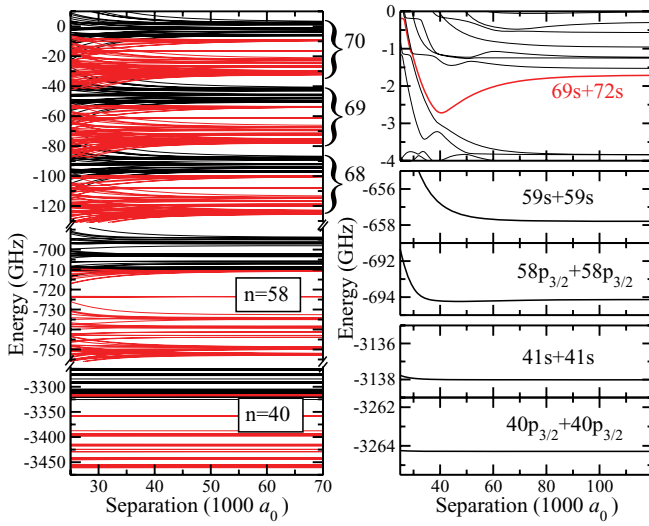 0
-20
-40
-60
-80
-100
-120
-700
-710
-730
-740
-750
-3300
-3350
-3400
-3450
Energy (GHz)
Energy (GHz)
70
69
68
n=58
n=40
30 40 50 60 70
Separation (1000 a₀)
0
-1
-2
-3
-4
69s+72s
-656
-658
59s+59s
-692
-694
58p₃/₂+58p₃/₂
-3135
-3138
41s+41s
-3262
-3264
40p₃/₂+40p₃/₂
Energy (GHz)
40 60 80 100
Separation (1000 a₀)